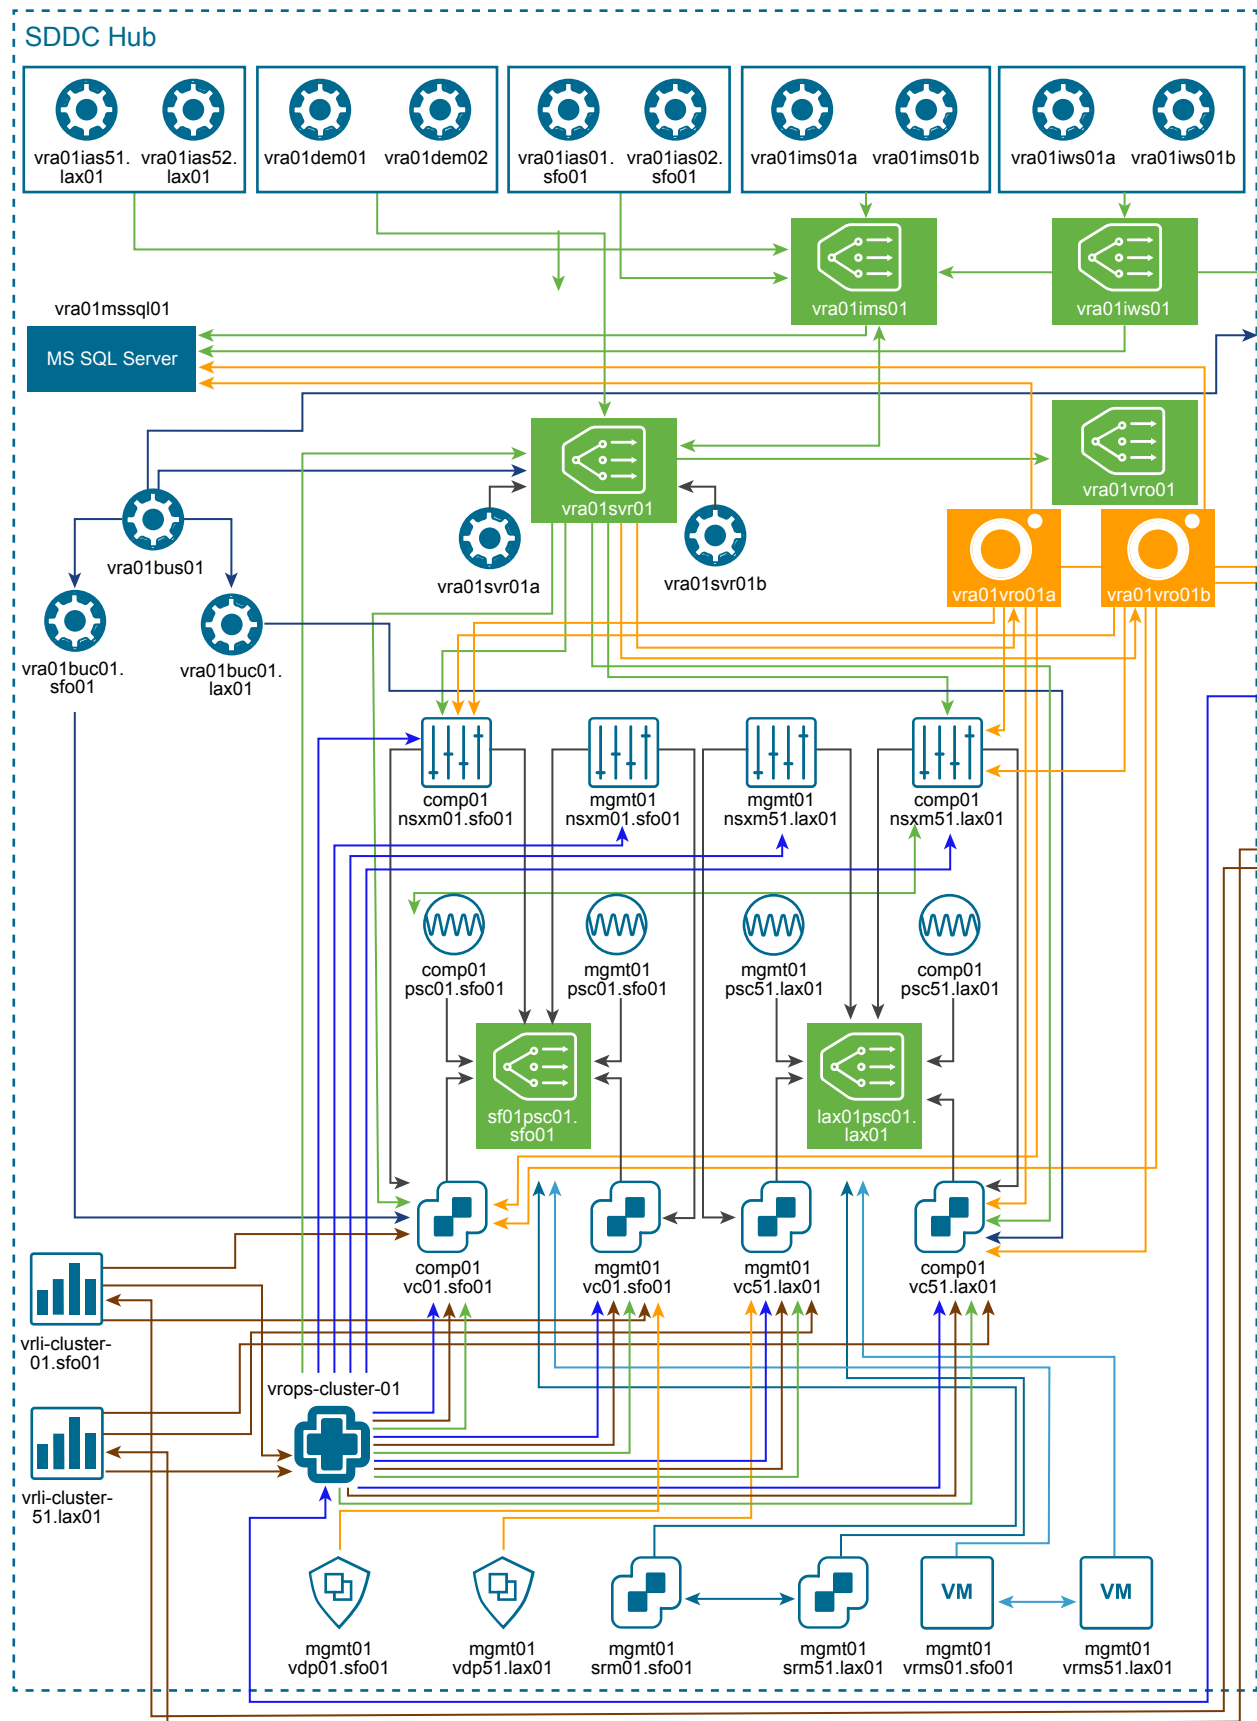 SDDC Hub
vra01ias51.
lax01
vra01ias52.
lax01
vra01dem01
vra01dem02
vra01ias01.
sfo01
vra01ias02.
sfo01
vra01ims01a
vra01ims01b
vra01iws01a
vra01iws01b
vra01ims01
vra01iws01
vra01mssql01
MS SQL Server
vra01svr01
vra01vro01
vra01bus01
vra01svr01a
vra01svr01b
vra01vro01a
vra01vro01b
vra01buc01.
sfo01
vra01buc01.
lax01
comp01
nsxm01.sfo01
mgmt01
nsxm01.sfo01
mgmt01
nsxm51.lax01
comp01
nsxm51.lax01
comp01
psc01.sfo01
mgmt01
psc01.sfo01
mgmt01
psc51.lax01
comp01
psc51.lax01
sf01psc01.
sfo01
lax01psc01.
lax01
comp01
vc01.sfo01
mgmt01
vc01.sfo01
mgmt01
vc51.lax01
comp01
vc51.lax01
vrli-cluster-
01.sfo01
vrops-cluster-01
vrli-cluster-
51.lax01
VM
VM
mgmt01
vdp01.sfo01
mgmt01
vdp51.lax01
mgmt01
srm01.sfo01
mgmt01
srm51.lax01
mgmt01
vrms01.sfo01
mgmt01
vrms51.lax01